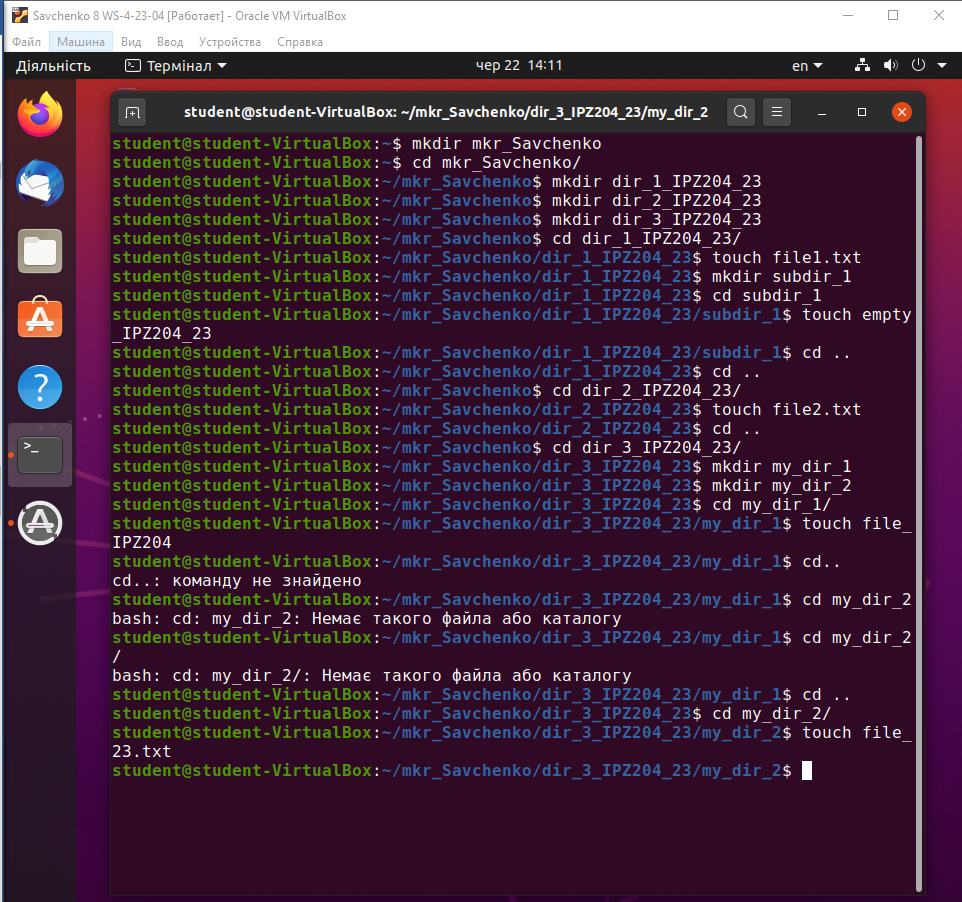 Savchenko 8 WS-4-23-04 [Работает] - Oracle VM VirtualBox
Файл Машина Вид Ввод Устройства Справка
Діяльність Термінал чер 22 14:11 en
student@student-VirtualBox: ~/mkr_Savchenko/dir_3_IPZ204_23/my_dir_2
student@student-VirtualBox:~$ mkdir mkr_Savchenko
student@student-VirtualBox:~$ cd mkr_Savchenko/
student@student-VirtualBox:~/mkr_Savchenko$ mkdir dir_1_IPZ204_23
student@student-VirtualBox:~/mkr_Savchenko$ mkdir dir_2_IPZ204_23
student@student-VirtualBox:~/mkr_Savchenko$ mkdir dir_3_IPZ204_23
student@student-VirtualBox:~/mkr_Savchenko$ cd dir_1_IPZ204_23/
student@student-VirtualBox:~/mkr_Savchenko/dir_1_IPZ204_23$ touch file1.txt
student@student-VirtualBox:~/mkr_Savchenko/dir_1_IPZ204_23$ mkdir subdir_1
student@student-VirtualBox:~/mkr_Savchenko/dir_1_IPZ204_23$ cd subdir_1
student@student-VirtualBox:~/mkr_Savchenko/dir_1_IPZ204_23/subdir_1$ touch empty
_IPZ204_23
student@student-VirtualBox:~/mkr_Savchenko/dir_1_IPZ204_23/subdir_1$ cd ..
student@student-VirtualBox:~/mkr_Savchenko/dir_1_IPZ204_23$ cd ..
student@student-VirtualBox:~/mkr_Savchenko$ cd dir_2_IPZ204_23/
student@student-VirtualBox:~/mkr_Savchenko/dir_2_IPZ204_23$ touch file2.txt
student@student-VirtualBox:~/mkr_Savchenko/dir_2_IPZ204_23$ cd ..
student@student-VirtualBox:~/mkr_Savchenko$ cd dir_3_IPZ204_23/
student@student-VirtualBox:~/mkr_Savchenko/dir_3_IPZ204_23$ mkdir my_dir_1
student@student-VirtualBox:~/mkr_Savchenko/dir_3_IPZ204_23$ mkdir my_dir_2
student@student-VirtualBox:~/mkr_Savchenko/dir_3_IPZ204_23$ cd my_dir_1/
student@student-VirtualBox:~/mkr_Savchenko/dir_3_IPZ204_23/my_dir_1$ touch file_
IPZ204
student@student-VirtualBox:~/mkr_Savchenko/dir_3_IPZ204_23/my_dir_1$ cd..
cd..: команду не знайдено
student@student-VirtualBox:~/mkr_Savchenko/dir_3_IPZ204_23/my_dir_1$ cd my_dir_2
bash: cd: my_dir_2: Немає такого файла або каталогу
student@student-VirtualBox:~/mkr_Savchenko/dir_3_IPZ204_23/my_dir_1$ cd my_dir_2
/
bash: cd: my_dir_2/: Немає такого файла або каталогу
student@student-VirtualBox:~/mkr_Savchenko/dir_3_IPZ204_23/my_dir_1$ cd ..
student@student-VirtualBox:~/mkr_Savchenko/dir_3_IPZ204_23$ cd my_dir_2/
student@student-VirtualBox:~/mkr_Savchenko/dir_3_IPZ204_23/my_dir_2$ touch file_
23.txt
student@student-VirtualBox:~/mkr_Savchenko/dir_3_IPZ204_23/my_dir_2$